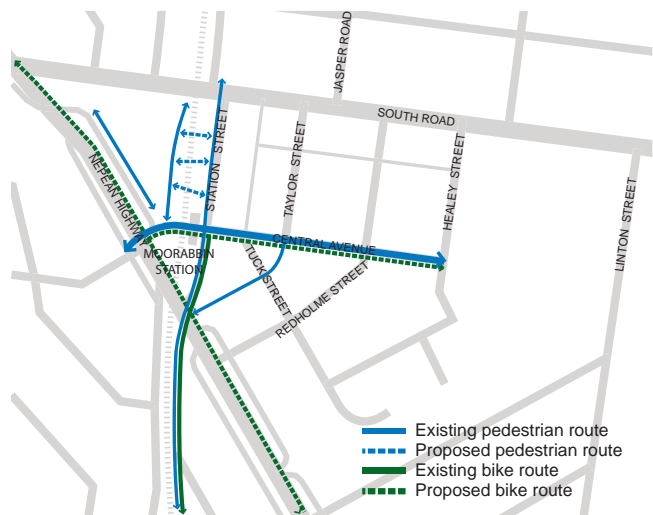 JASPER ROAD
SOUTH ROAD
STATION STREET
TAYLOR STREET
HEALEY STREET
NEPEAN HIGHWAY
LINTON STREET
CENTRAL AVENUE
MOORABBIN
STATION
TUCK STREET
REDHOLME STREET
Existing pedestrian route
Proposed pedestrian route
Existing bike route
Proposed bike route